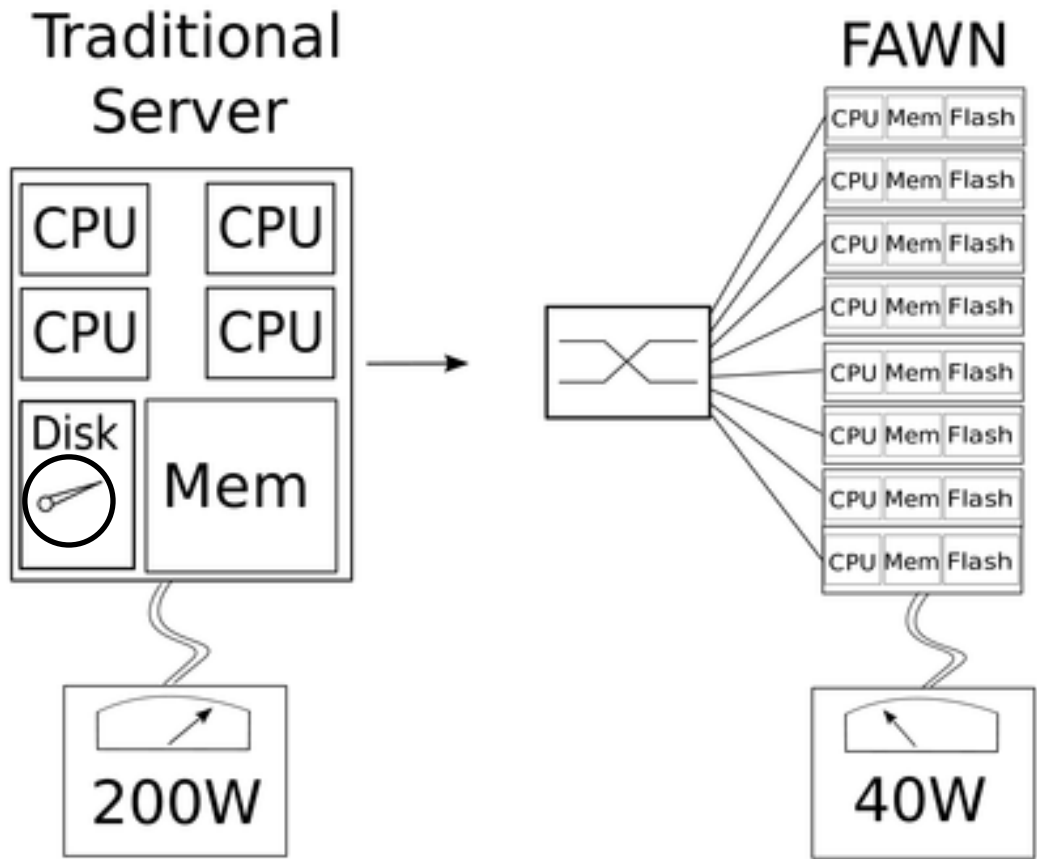 Traditional
Server
CPU CPU
CPU CPU
Disk
Mem
200W
FAWN
CPU Mem Flash
CPU Mem Flash
CPU Mem Flash
CPU Mem Flash
CPU Mem Flash
CPU Mem Flash
CPU Mem Flash
CPU Mem Flash
40W